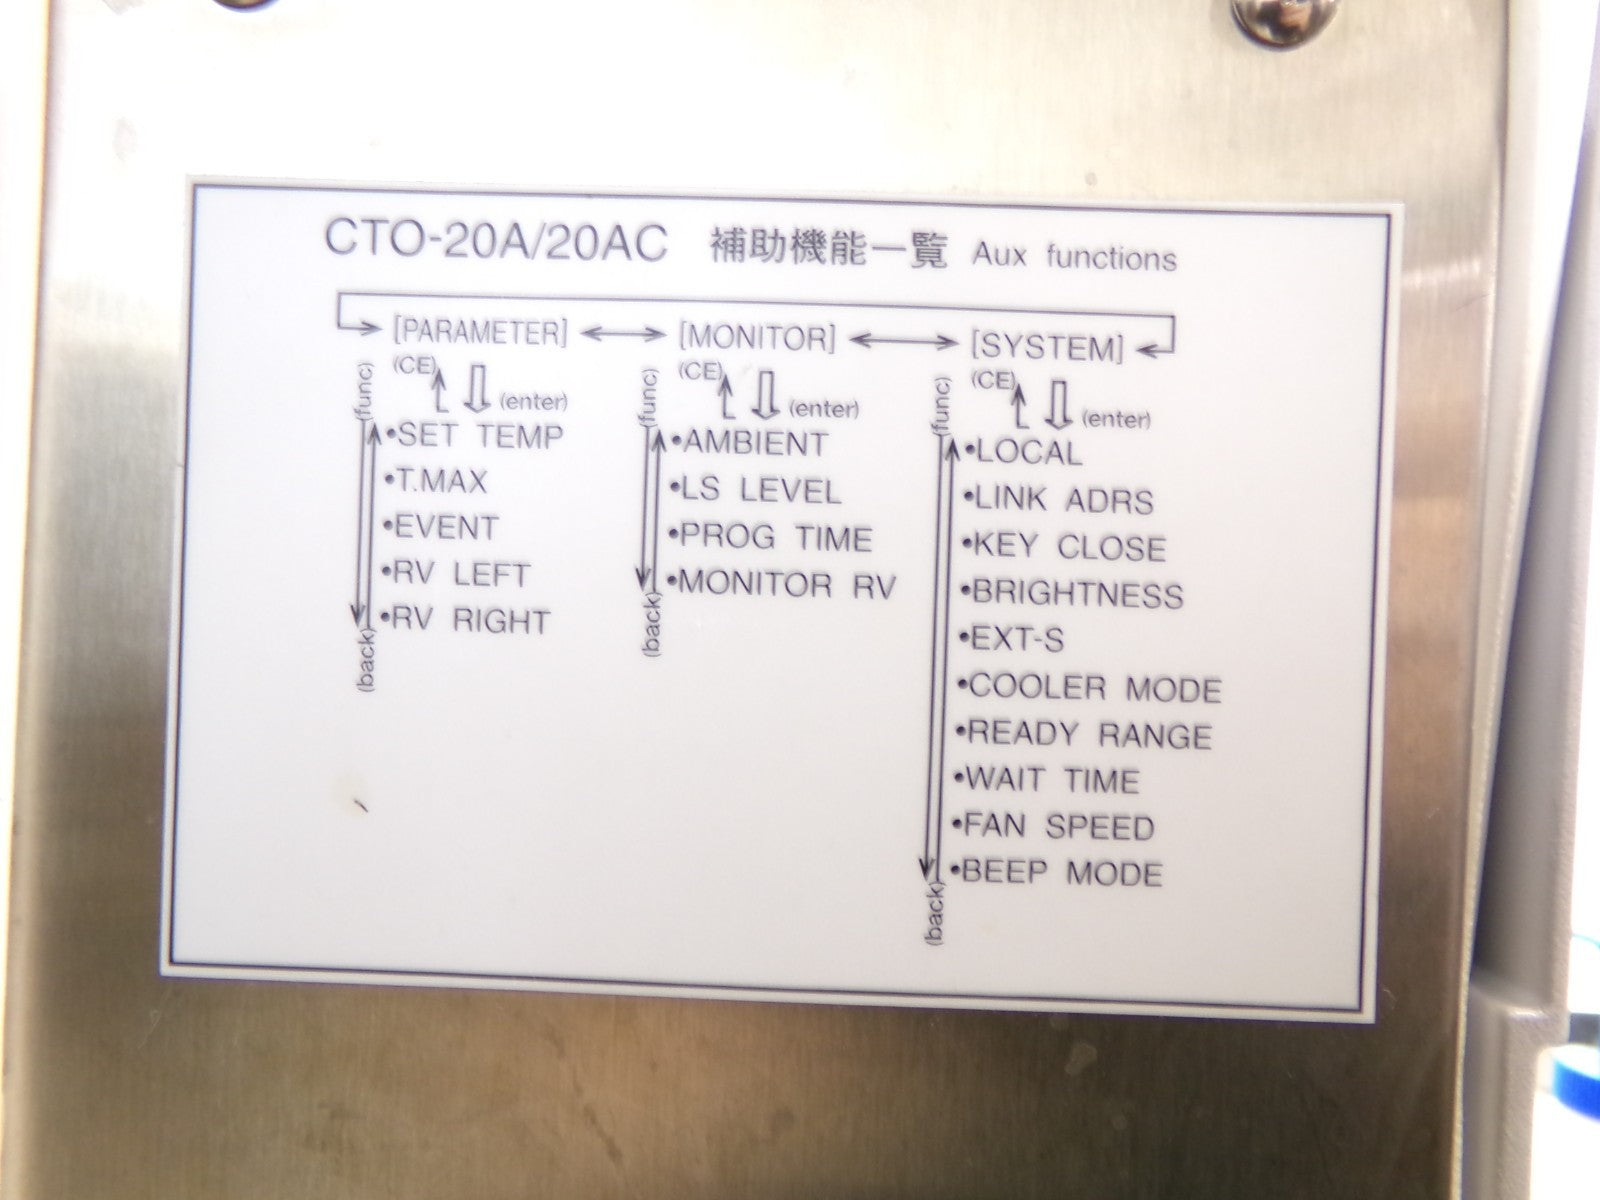 CTO-20A/20AC 補助機能一覧 Aux functions
[PARAMETER] [MONITOR] [SYSTEM]
(CE) (enter) (func)
•SET TEMP
•T.MAX
•EVENT
•RV LEFT
•RV RIGHT
(back)
(CE) (enter) (func)
•AMBIENT
•LS LEVEL
•PROG TIME
•MONITOR RV
(back)
(CE) (enter) (func)
•LOCAL
•LINK ADRS
•KEY CLOSE
•BRIGHTNESS
•EXT-S
•COOLER MODE
•READY RANGE
•WAIT TIME
•FAN SPEED
•BEEP MODE
(back)